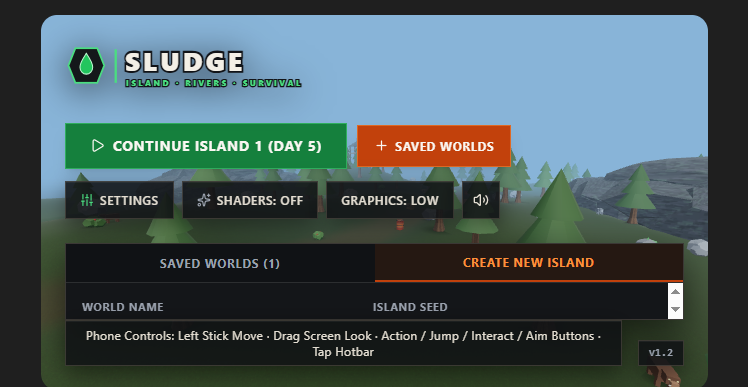 SLUDGE
ISLAND · RIVERS · SURVIVAL
CONTINUE ISLAND 1 (DAY 5)
SAVED WORLDS
SETTINGS
SHADERS: OFF
GRAPHICS: LOW
SAVED WORLDS (1)
CREATE NEW ISLAND
WORLD NAME
ISLAND SEED
Phone Controls: Left Stick Move · Drag Screen Look · Action / Jump / Interact / Aim Buttons ·
Tap Hotbar
v1.2